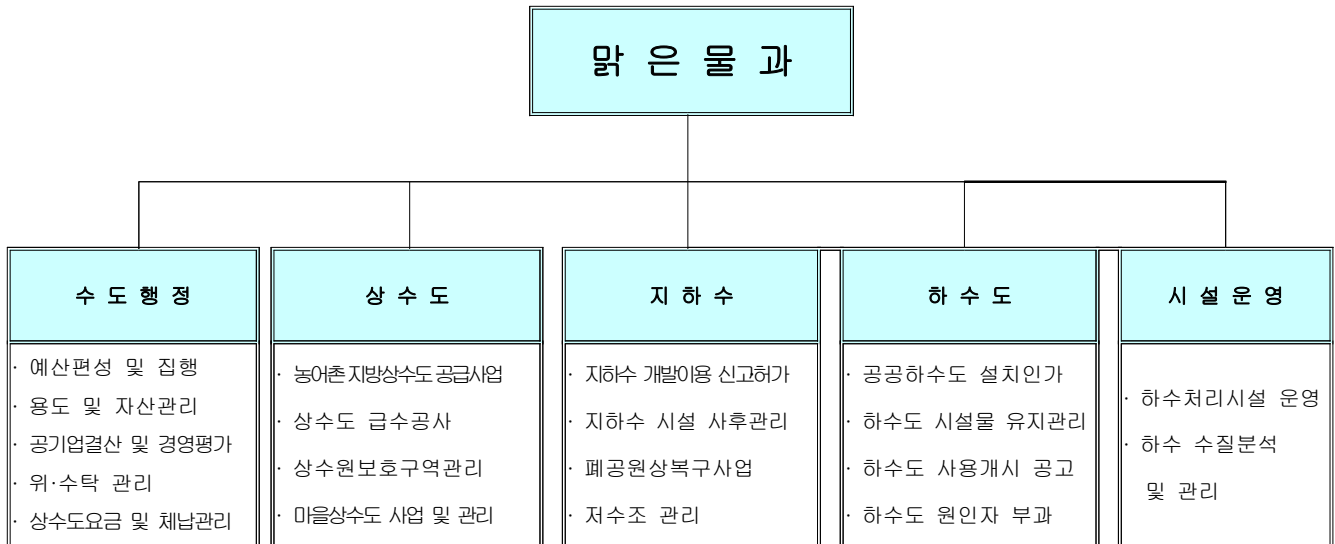 맑 은 물 과
수 도 행 정
· 예산편성 및 집행
· 용도 및 자산관리
· 공기업결산 및 경영평가
· 위·수탁 관리
· 상수도요금 및 체납관리
상 수 도
· 농어촌 지방상수도 공급사업
· 상수도 급수공사
· 상수원보호구역관리
· 마을상수도 사업 및 관리
지 하 수
· 지하수 개발이용 신고허가
· 지하수 시설 사후관리
· 폐공원상복구사업
· 저수조 관리
하 수 도
· 공공하수도 설치인가
· 하수도 시설물 유지관리
· 하수도 사용개시 공고
· 하수도 원인자 부과
시 설 운 영
· 하수처리시설 운영
· 하수 수질분석
및 관리